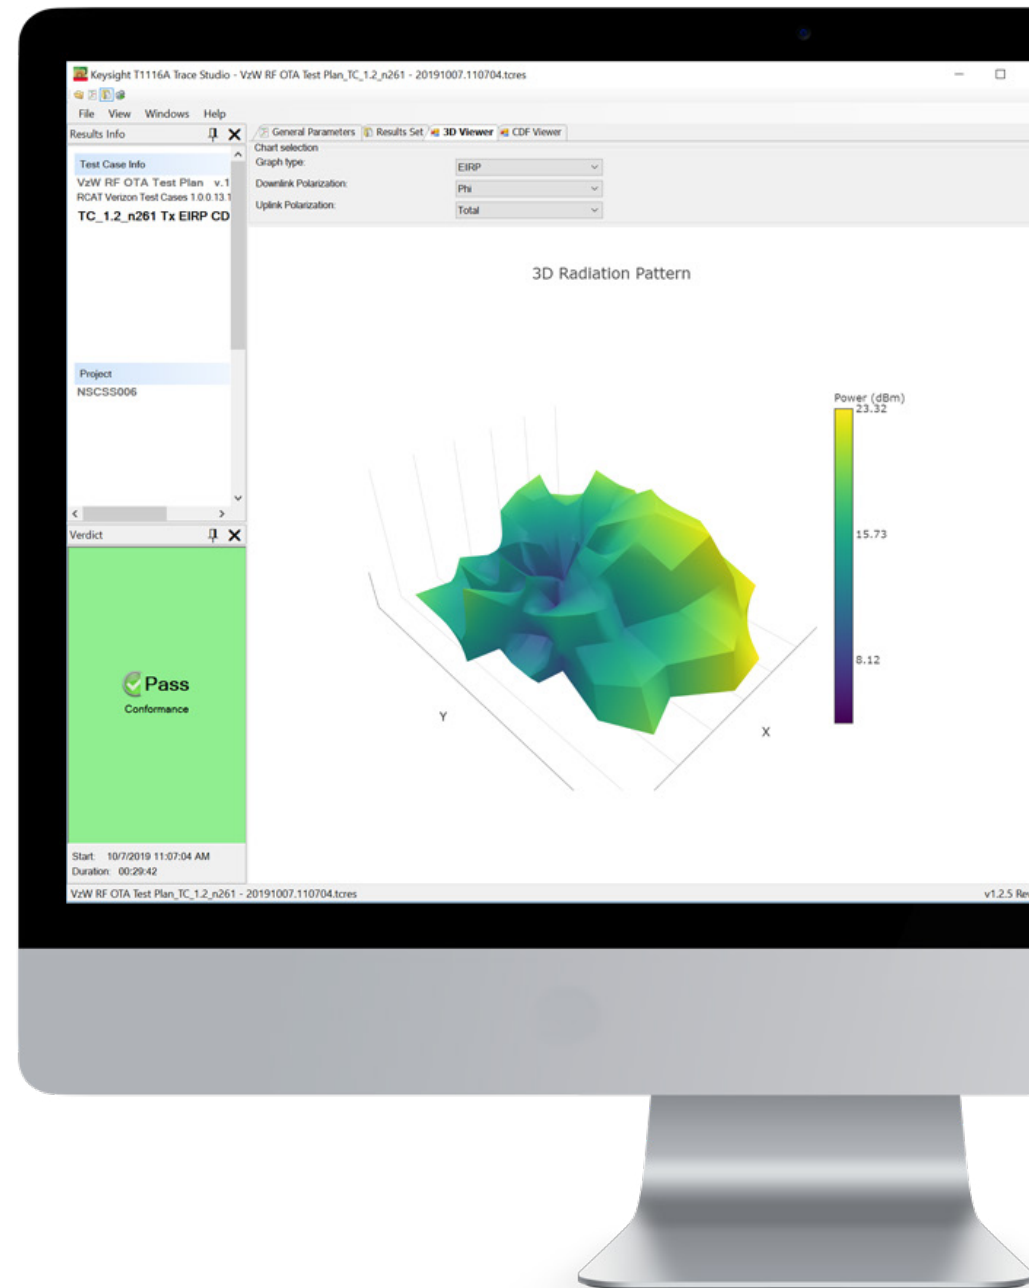 Keysight T1116A Trace Studio - VzW RF OTA Test Plan_TC_1.2_n261 - 20191007.110704.tcres
File View Windows Help
Results Info
General Parameters Results Set 3D Viewer CDF Viewer
Chart selection
Graph type: EIRP
Downlink Polarization: Phi
Uplink Polarization: Total
Test Case Info
VzW RF OTA Test Plan v.1
RCAT Verizon Test Cases 1.0.0.13.1
TC_1.2_n261 Tx EIRP CD
Project
NSCSS006
3D Radiation Pattern
Power (dBm)
23.32
15.73
8.12
Y
X
Verdict
Pass
Conformance
Start: 10/7/2019 11:07:04 AM
Duration: 00:29:42
VzW RF OTA Test Plan_TC_1.2_n261 - 20191007.110704.tcres
v1.2.5 Rev